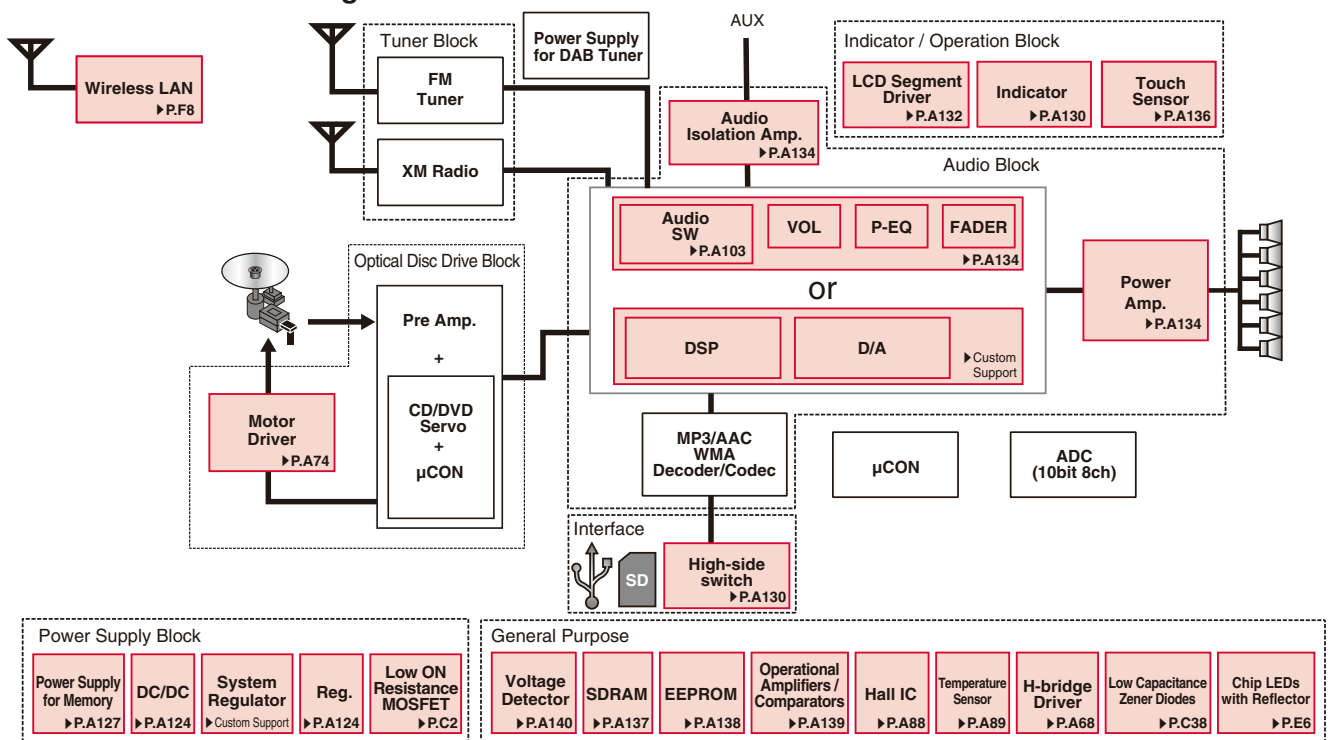 Wireless LAN
▶P.F8
Tuner Block
FM
Tuner
XM Radio
Power Supply
for DAB Tuner
AUX
Audio
Isolation Amp.
▶P.A134
Indicator / Operation Block
LCD Segment
Driver
▶P.A132
Indicator
▶P.A130
Touch
Sensor
▶P.A136
Audio Block
Audio
SW
▶P.A103
VOL
P-EQ
FADER
▶P.A134
or
DSP
D/A
▶Custom
Support
Power
Amp.
▶P.A134
Optical Disc Drive Block
Pre Amp.
+
CD/DVD
Servo
+
µCON
Motor
Driver
▶P.A74
MP3/AAC
WMA
Decoder/Codec
µCON
ADC
(10bit 8ch)
Interface
SD
High-side
switch
▶P.A130
Power Supply Block
Power Supply
for Memory
▶P.A127
DC/DC
▶P.A124
System
Regulator
▶Custom Support
Reg.
▶P.A124
Low ON
Resistance
MOSFET
▶P.C2
General Purpose
Voltage
Detector
▶P.A140
SDRAM
▶P.A137
EEPROM
▶P.A138
Operational
Amplifiers /
Comparators
▶P.A139
Hall IC
▶P.A88
Temperature
Sensor
▶P.A89
H-bridge
Driver
▶P.A68
Low Capacitance
Zener Diodes
▶P.C38
Chip LEDs
with Reflector
▶P.E6